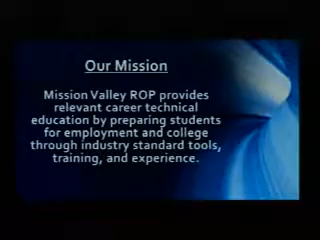 Our Mission
Mission Valley ROP provides
relevant career technical
education by preparing students
for employment and college
through industry standard tools,
training, and experience.